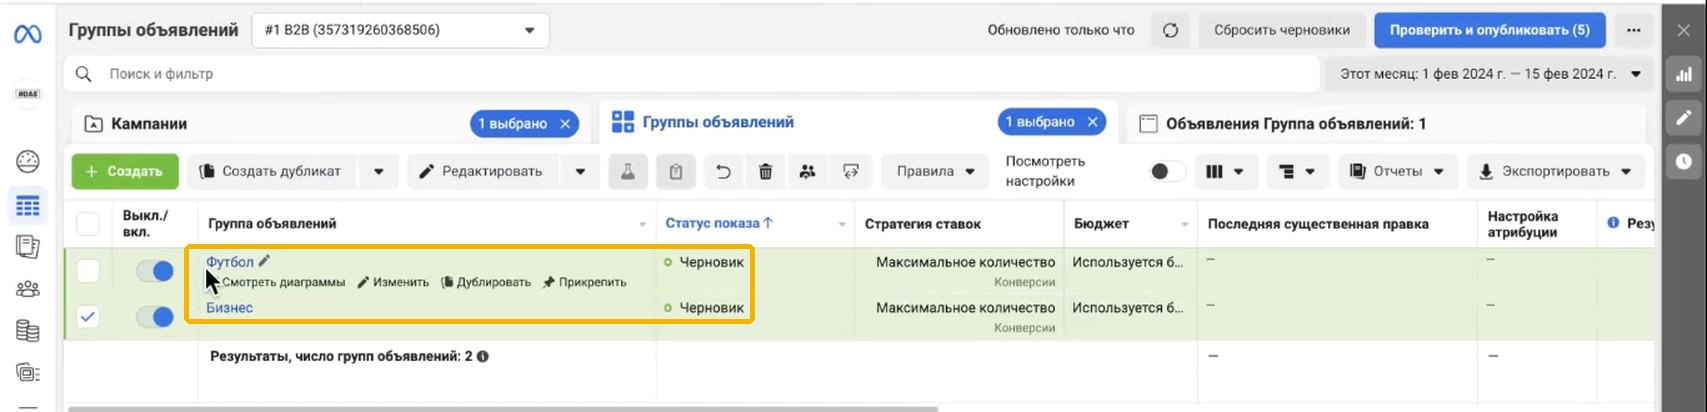 Группы объявлений
#1 B2B (357319260368506)
Обновлено только что
Сбросить черновики
Проверить и опубликовать (5)
ROAS
Поиск и фильтр
Этот месяц: 1 фев 2024 г. – 15 фев 2024 г.
Кампании
1 выбрано
Группы объявлений
1 выбрано
Объявления Группа объявлений: 1
+ Создать
Создать дубликат
Редактировать
Правила
Посмотреть
настройки
Отчеты
Экспортировать
Выкл./
вкл.
Группа объявлений
Статус показа ↑
Стратегия ставок
Бюджет
Последняя существенная правка
Настройка
атрибуции
Резу
Футбол
Черновик
Максимальное количество
Конверсии
Используется б...
—
—
Смотреть диаграммы
Изменить
Дублировать
Прикрепить
Бизнес
Черновик
Максимальное количество
Конверсии
Используется б...
—
—
Результаты, число групп объявлений: 2
—
—